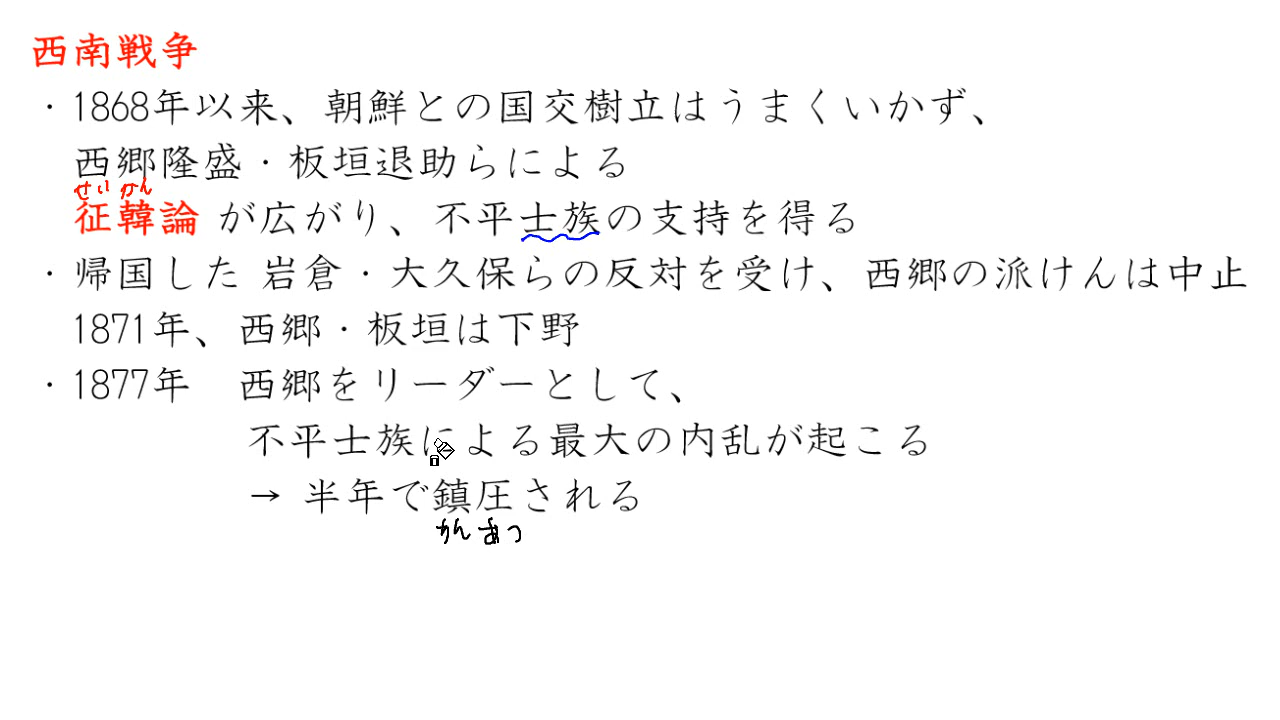 西南戦争
・1868年以来、朝鮮との国交樹立はうまくいかず、
西郷隆盛・板垣退助らによる
せいかん
征韓論 が広がり、不平士族の支持を得る
・帰国した 岩倉・大久保らの反対を受け、西郷の派けんは中止
1871年、西郷・板垣は下野
・1877年　西郷をリーダーとして、
不平士族による最大の内乱が起こる
→ 半年で鎮圧される
かんあつ